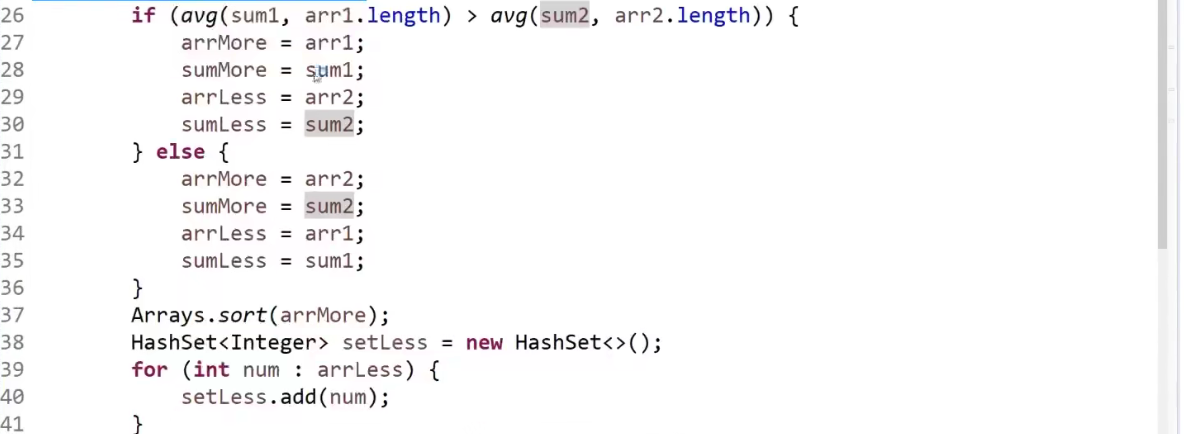 26 if (avg(sum1, arr1.length) > avg(sum2, arr2.length)) {
27 arrMore = arr1;
28 sumMore = sum1;
29 arrLess = arr2;
30 sumLess = sum2;
31 } else {
32 arrMore = arr2;
33 sumMore = sum2;
34 arrLess = arr1;
35 sumLess = sum1;
36 }
37 Arrays.sort(arrMore);
38 HashSet<Integer> setLess = new HashSet<>();
39 for (int num : arrLess) {
40 setLess.add(num);
41 }